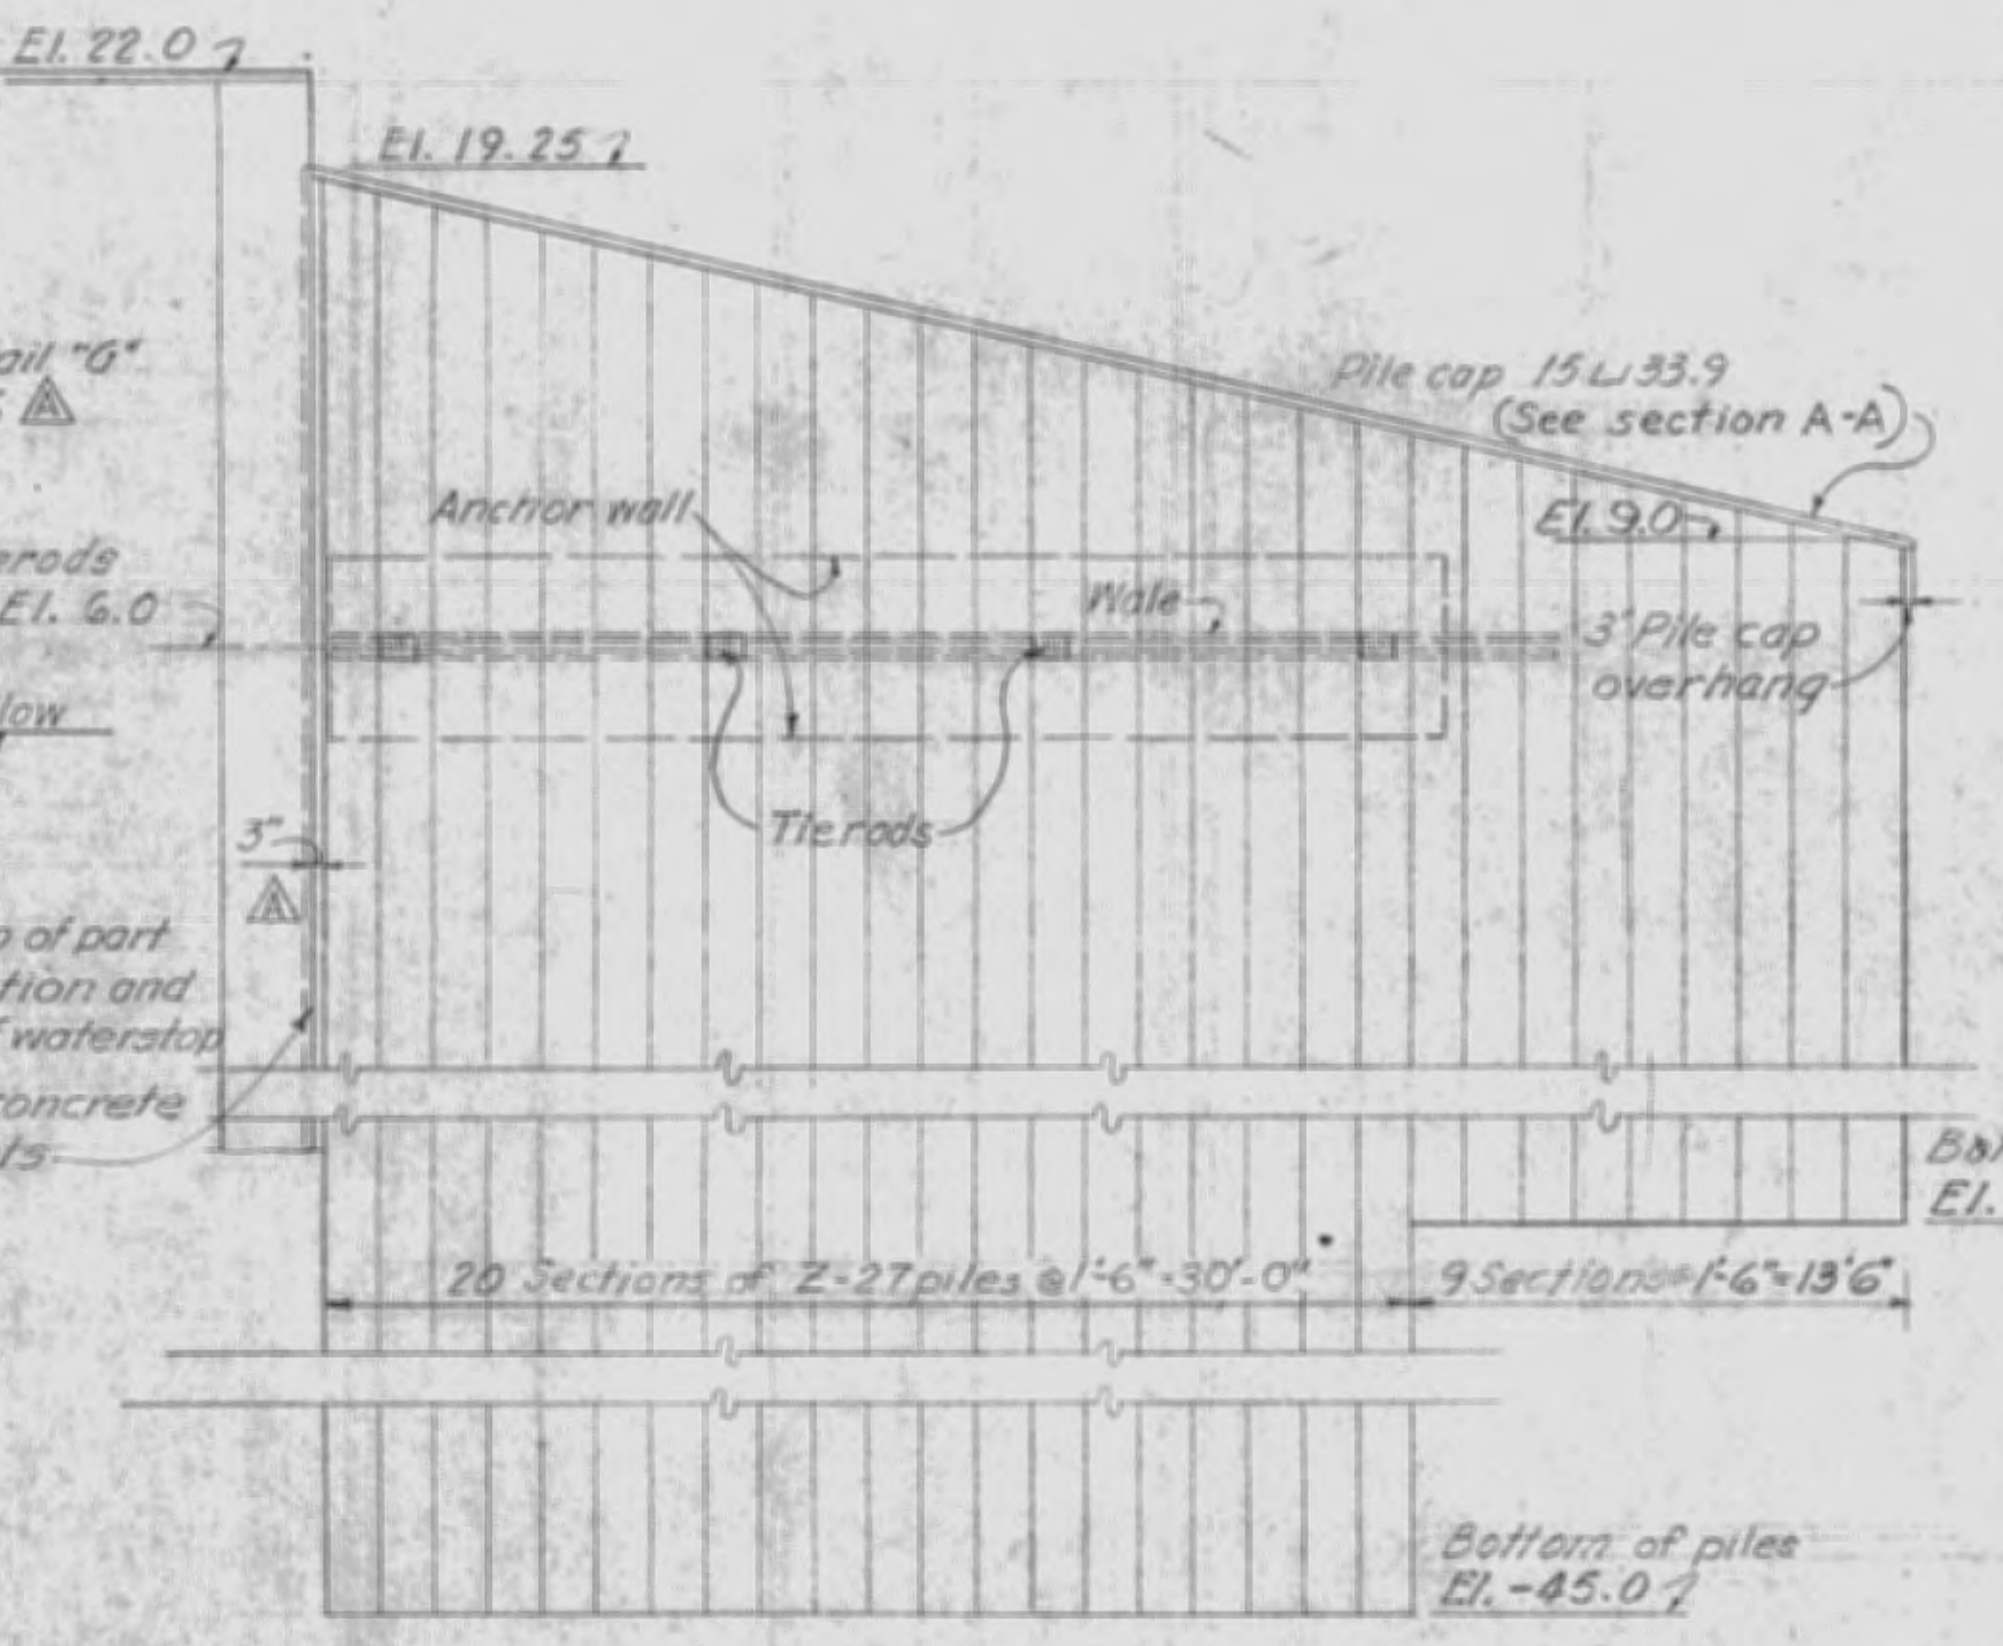 El. 22.0
El. 19.25
ail "G"
A
Pile cap 15⊔33.9
(See section A-A)
Anchor wall
El. 9.0
erods
El. 6.0
Wale
3" Pile cap
overhang
low
Tierods
3"
A
of part
tion and
waterstop
concrete
ts
El.
20 Sections of Z-27 piles @ 1'-6" = 30'-0"
9 Sections @ 1'-6" = 13'6"
Bottom of piles
El. -45.0